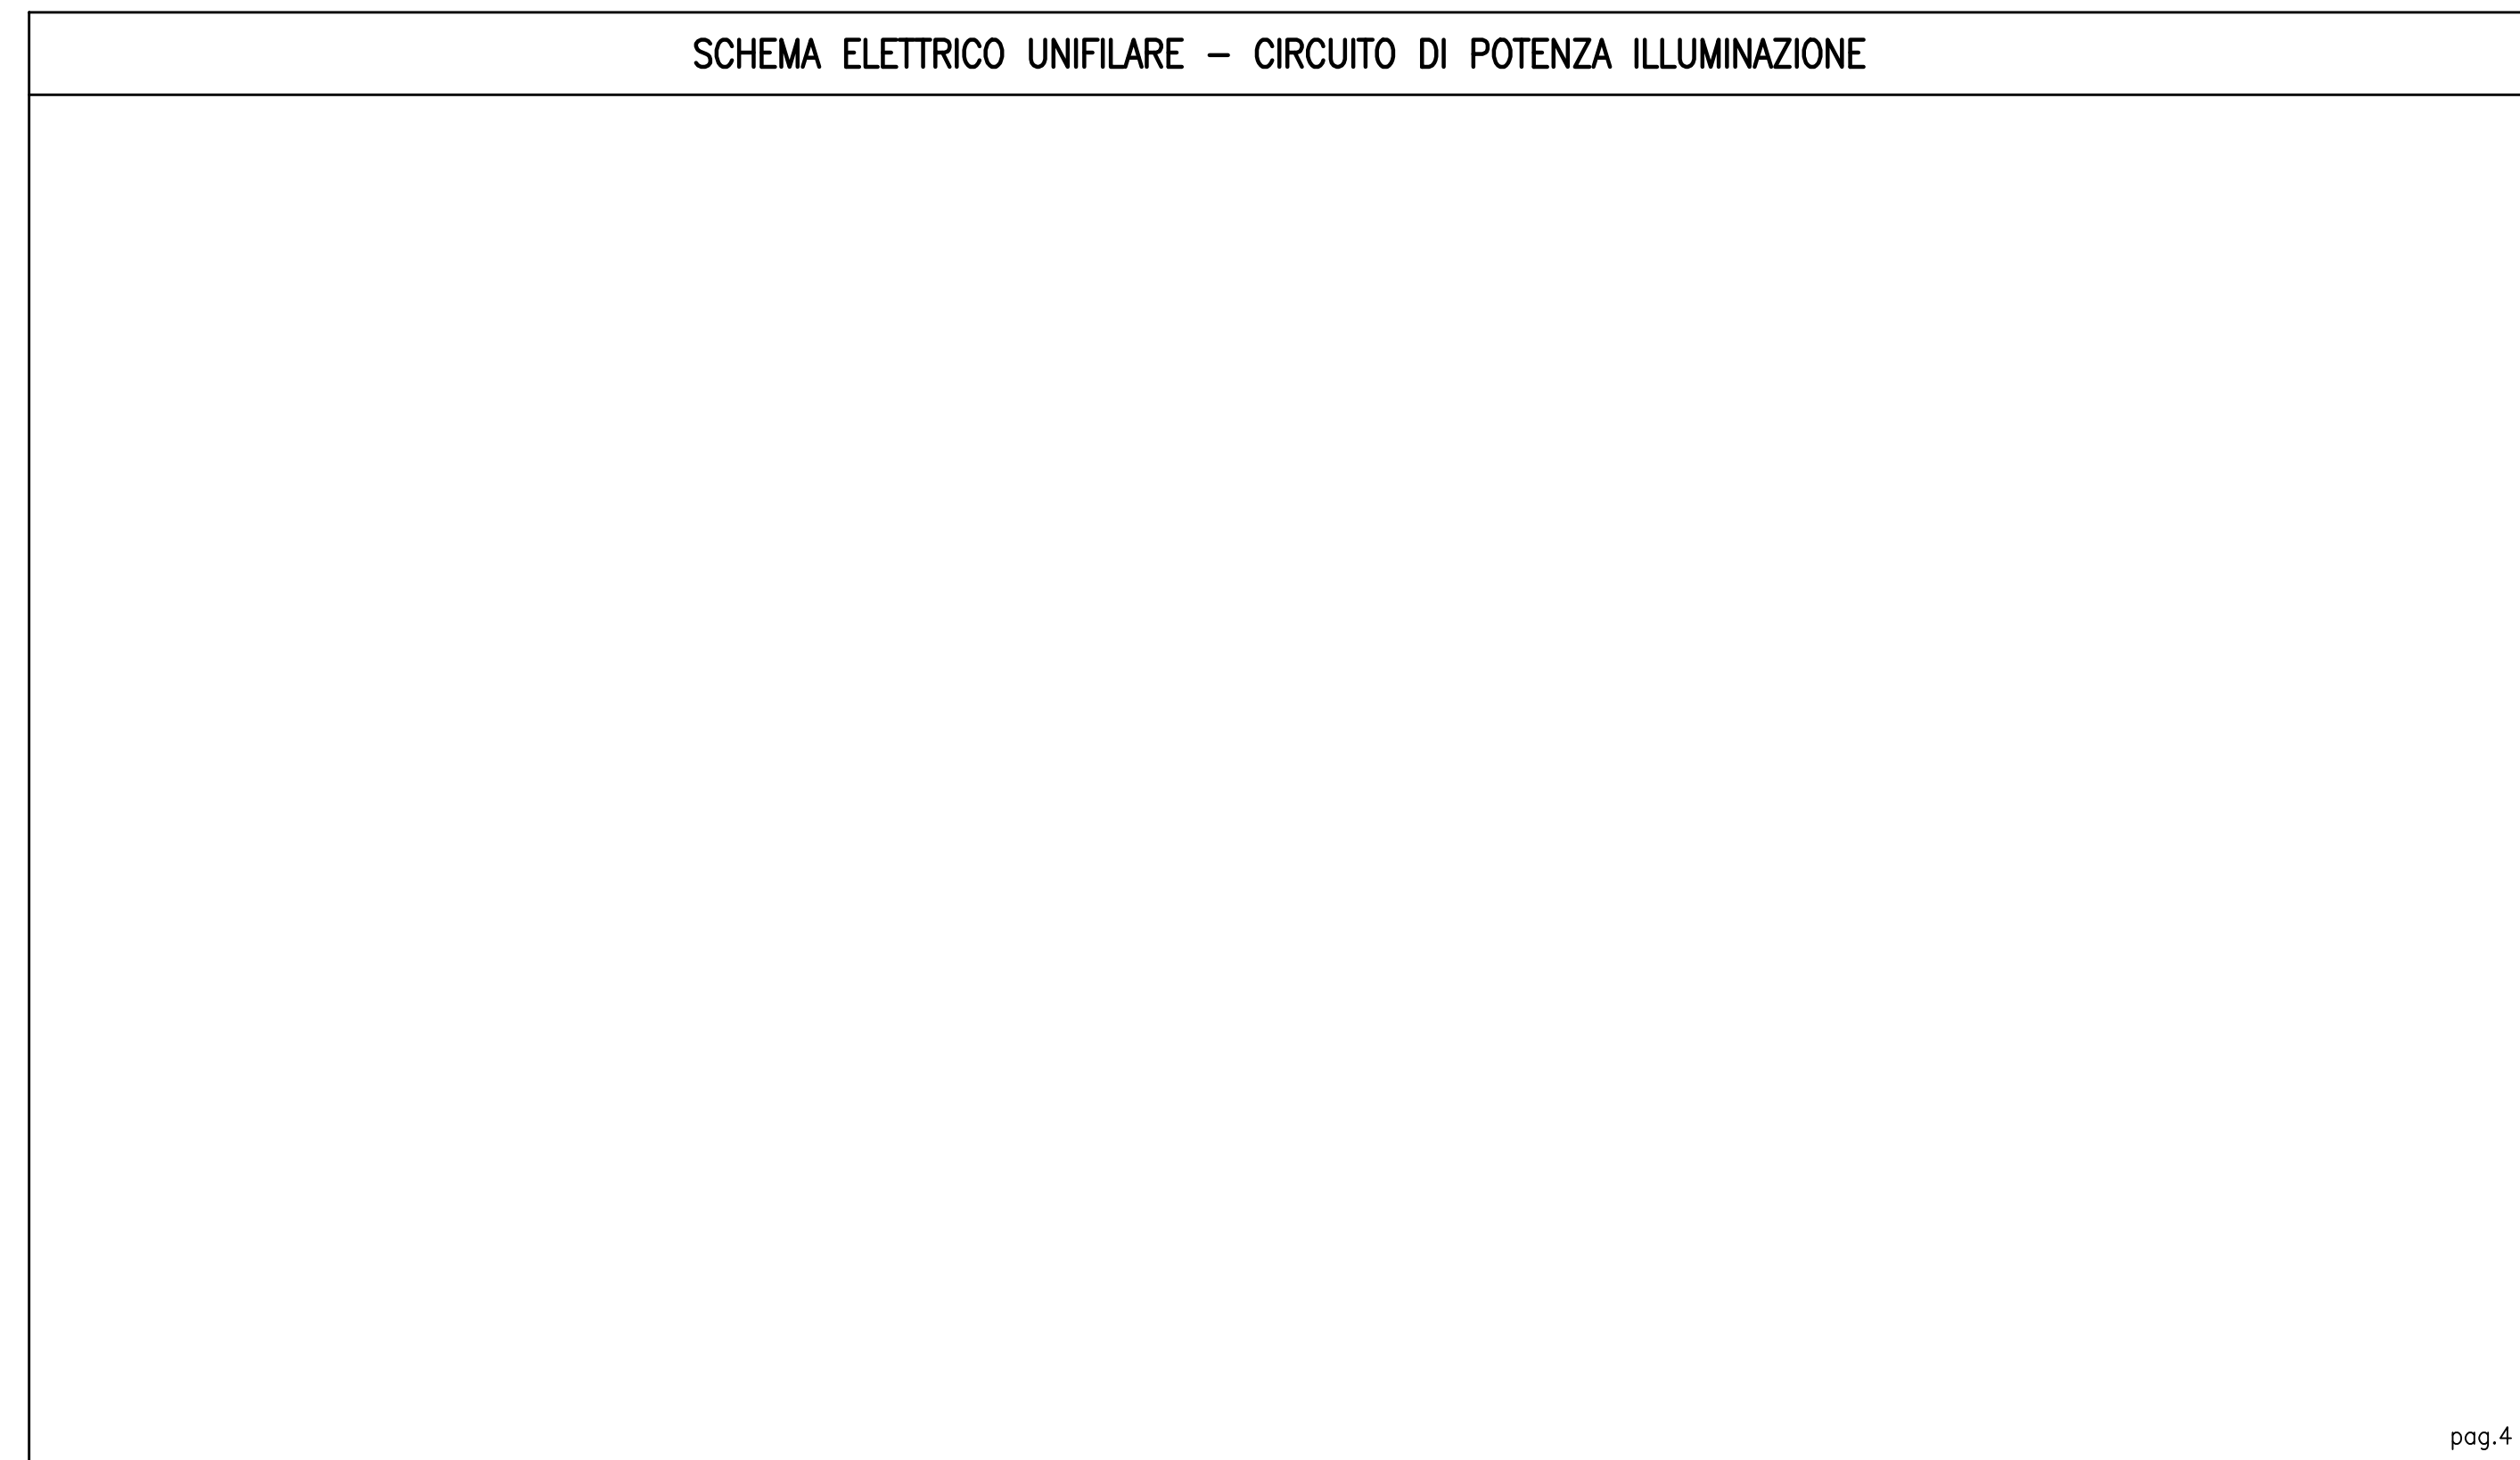 SCHEMA ELETTRICO UNIFILARE – CIRCUITO DI POTENZA ILLUMINAZIONE
pag.4